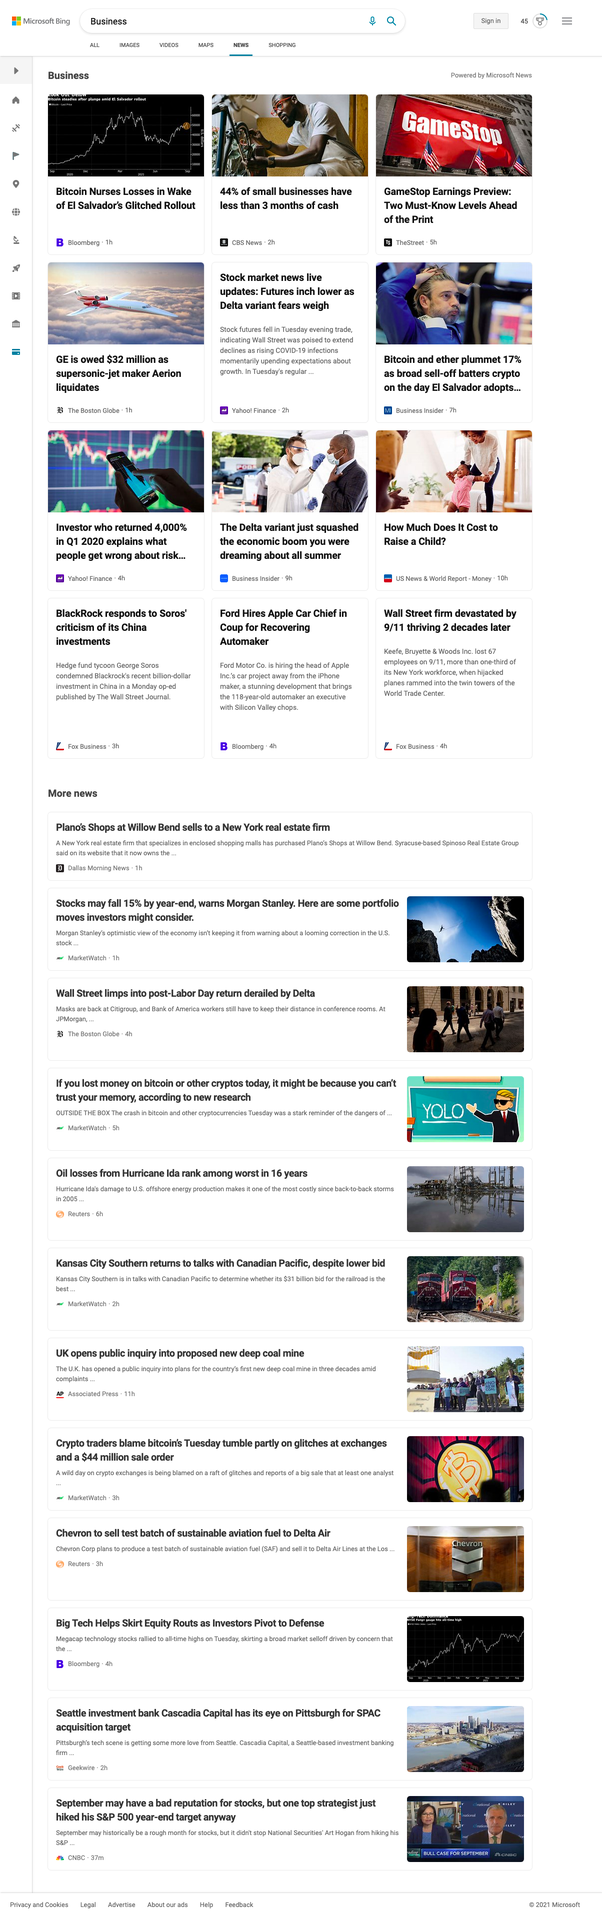 Microsoft Bing
Business
Sign in
45
ALL
IMAGES
VIDEOS
MAPS
NEWS
SHOPPING
Business
Powered by Microsoft News
Bitcoin Nurses Losses in Wake
of El Salvador's Glitched Rollout
Bloomberg · 1h
44% of small businesses have
less than 3 months of cash
CBS News · 2h
GameStop
GameStop Earnings Preview:
Two Must-Know Levels Ahead
of the Print
TheStreet · 5h
GE is owed $32 million as
supersonic-jet maker Aerion
liquidates
The Boston Globe · 1h
Stock market news live
updates: Futures inch lower as
Delta variant fears weigh
Stock futures fell in Tuesday evening trade,
indicating Wall Street was poised to extend
declines as rising COVID-19 infections
momentarily upending expectations about
growth. In Tuesday's regular ...
Yahoo! Finance · 2h
Bitcoin and ether plummet 17%
as broad sell-off batters crypto
on the day El Salvador adopts...
Business Insider · 7h
Investor who returned 4,000%
in Q1 2020 explains what
people get wrong about risk...
Yahoo! Finance · 4h
The Delta variant just squashed
the economic boom you were
dreaming about all summer
Business Insider · 9h
How Much Does It Cost to
Raise a Child?
US News & World Report - Money · 10h
BlackRock responds to Soros'
criticism of its China
investments
Hedge fund tycoon George Soros
condemned Blackrock's recent billion-dollar
investment in China in a Monday op-ed
published by The Wall Street Journal.
Fox Business · 3h
Ford Hires Apple Car Chief in
Coup for Recovering
Automaker
Ford Motor Co. is hiring the head of Apple
Inc.'s car project away from the iPhone
maker, a stunning development that brings
the 118-year-old automaker an executive
with Silicon Valley chops.
Bloomberg · 4h
Wall Street firm devastated by
9/11 thriving 2 decades later
Keefe, Bruyette & Woods Inc. lost 67
employees on 9/11, more than one-third of
its New York workforce, when hijacked
planes rammed into the twin towers of the
World Trade Center.
Fox Business · 4h
More news
Plano's Shops at Willow Bend sells to a New York real estate firm
A New York real estate firm that specializes in enclosed shopping malls has purchased Plano's Shops at Willow Bend. Syracuse-based Spinoso Real Estate Group
said on its website that it now owns the ...
Dallas Morning News · 1h
Stocks may fall 15% by year-end, warns Morgan Stanley. Here are some portfolio
moves investors might consider.
Morgan Stanley's optimistic view of the economy isn't keeping it from warning about a looming correction in the U.S.
stock ...
MarketWatch · 1h
Wall Street limps into post-Labor Day return derailed by Delta
Masks are back at Citigroup, and Bank of America workers still have to keep their distance in conference rooms. At
JPMorgan, ...
The Boston Globe · 4h
If you lost money on bitcoin or other cryptos today, it might be because you can't
trust your memory, according to new research
OUTSIDE THE BOX The crash in bitcoin and other cryptocurrencies Tuesday was a stark reminder of the dangers of ...
MarketWatch · 5h
YOLO
Oil losses from Hurricane Ida rank among worst in 16 years
Hurricane Ida's damage to U.S. offshore energy production makes it one of the most costly since back-to-back storms
in 2005 ...
Reuters · 6h
Kansas City Southern returns to talks with Canadian Pacific, despite lower bid
Kansas City Southern is in talks with Canadian Pacific to determine whether its $31 billion bid for the railroad is the
best ...
MarketWatch · 2h
UK opens public inquiry into proposed new deep coal mine
The U.K. has opened a public inquiry into plans for the country's first new deep coal mine in three decades amid
complaints ...
AP Associated Press · 11h
Crypto traders blame bitcoin's Tuesday tumble partly on glitches at exchanges
and a $44 million sale order
A wild day on crypto exchanges is being blamed on a raft of glitches and reports of a big sale that at least one analyst
...
MarketWatch · 3h
Chevron to sell test batch of sustainable aviation fuel to Delta Air
Chevron Corp plans to produce a test batch of sustainable aviation fuel (SAF) and sell it to Delta Air Lines at the Los ...
Reuters · 3h
Chevron
Big Tech Helps Skirt Equity Routs as Investors Pivot to Defense
Megacap technology stocks rallied to all-time highs on Tuesday, skirting a broad market selloff driven by concern that
the ...
Bloomberg · 4h
Seattle investment bank Cascadia Capital has its eye on Pittsburgh for SPAC
acquisition target
Pittsburgh's tech scene is getting some more love from Seattle. Cascadia Capital, a Seattle-based investment banking
firm ...
Geekwire · 2h
September may have a bad reputation for stocks, but one top strategist just
hiked his S&P 500 year-end target anyway
September may historically be a rough month for stocks, but it didn't stop National Securities' Art Hogan from hiking his
S&P ...
CNBC · 37m
BULL CASE FOR SEPTEMBER
Privacy and Cookies
Legal
Advertise
About our ads
Help
Feedback
© 2021 Microsoft